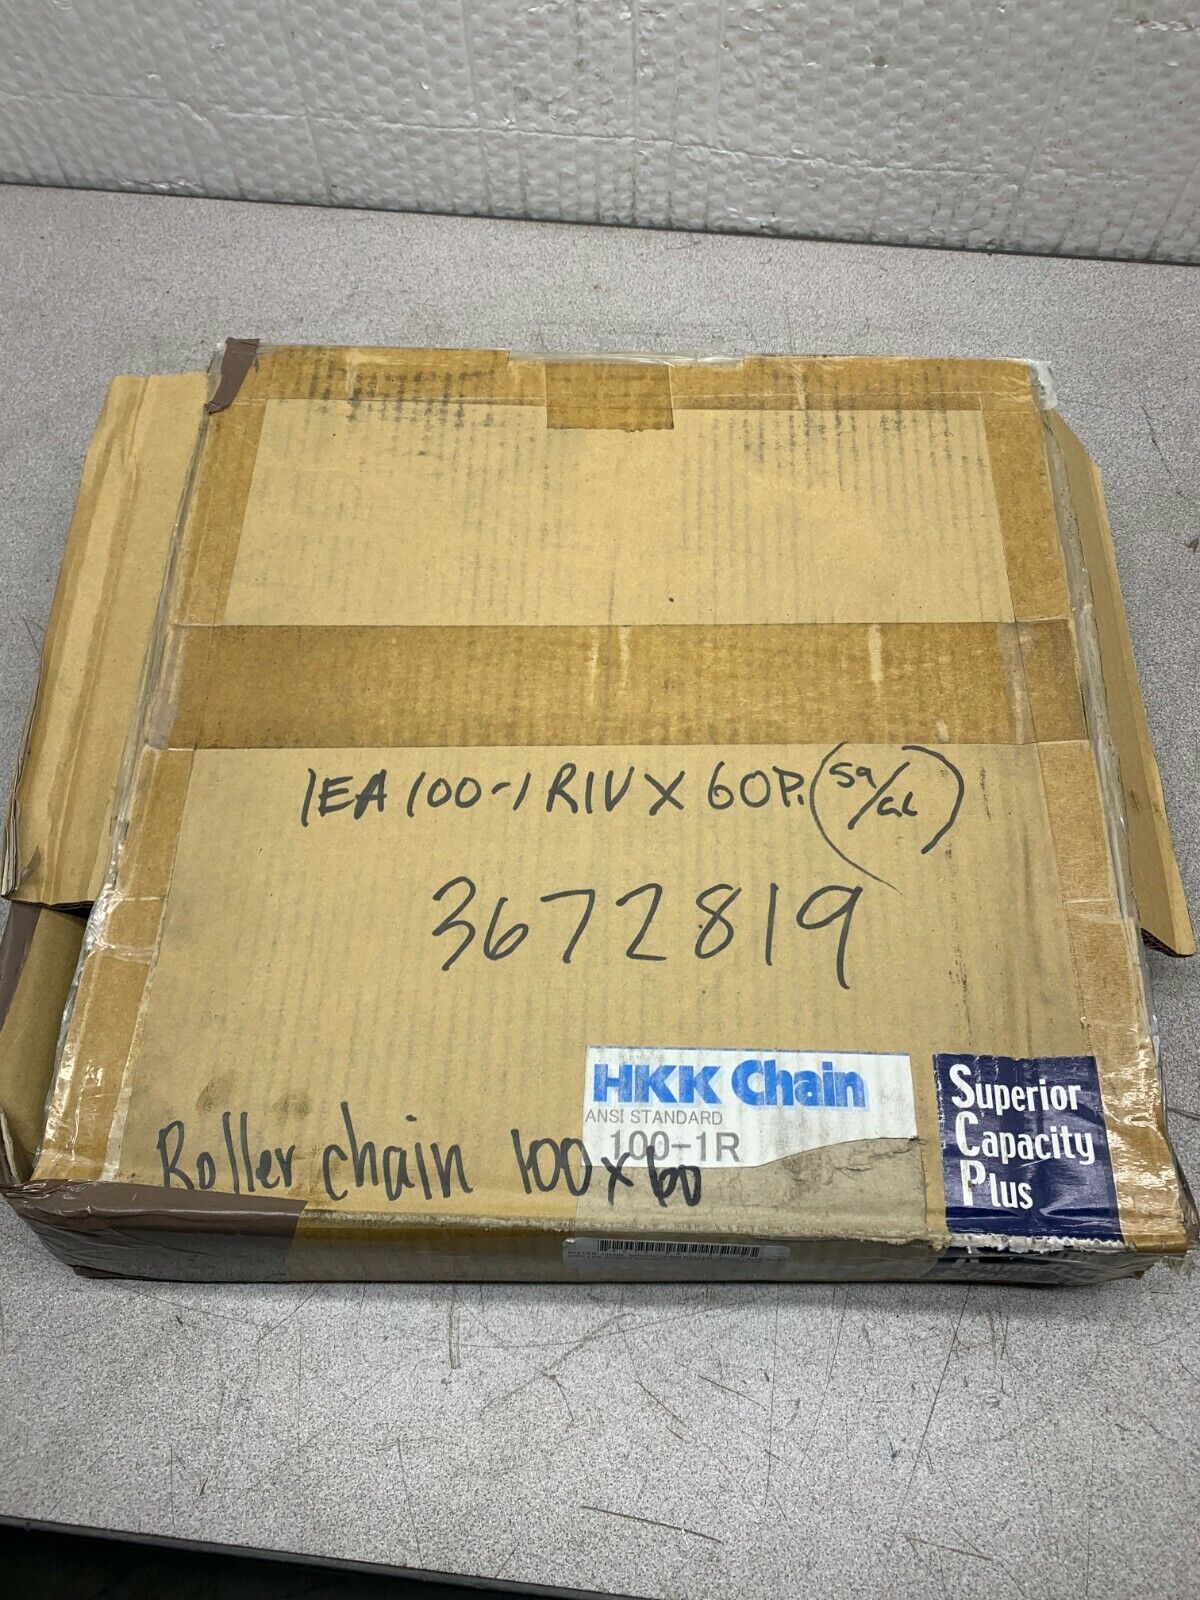 1EA 100-1 RIV X 60P. (59/CL)
3672819
HKK Chain
ANSI STANDARD
100-1R
Superior
Capacity
Plus
Roller chain 100 x 60